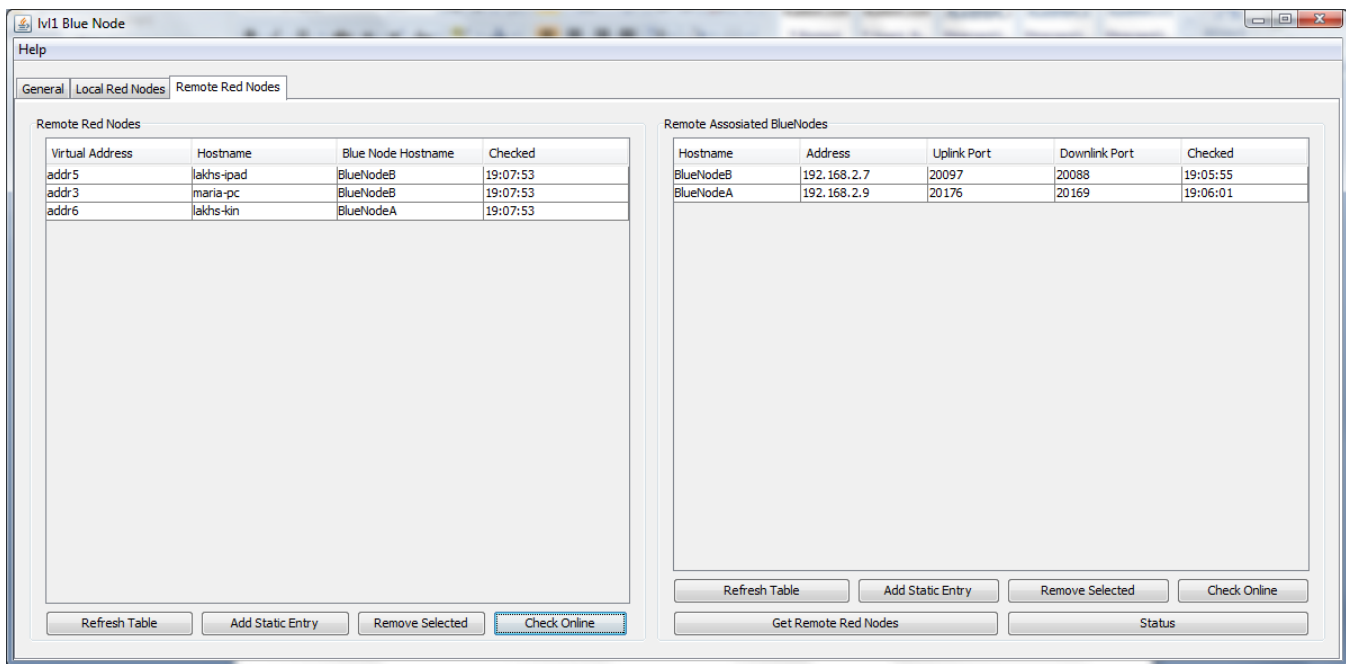 lvl1 Blue Node
Help
General Local Red Nodes Remote Red Nodes
Remote Red Nodes
Virtual Address Hostname Blue Node Hostname Checked
addr5 lakhs-ipad BlueNodeB 19:07:53
addr3 maria-pc BlueNodeB 19:07:53
addr6 lakhs-kin BlueNodeA 19:07:53
Refresh Table Add Static Entry Remove Selected Check Online
Remote Assosiated BlueNodes
Hostname Address Uplink Port Downlink Port Checked
BlueNodeB 192.168.2.7 20097 20088 19:05:55
BlueNodeA 192.168.2.9 20176 20169 19:06:01
Refresh Table Add Static Entry Remove Selected Check Online
Get Remote Red Nodes Status